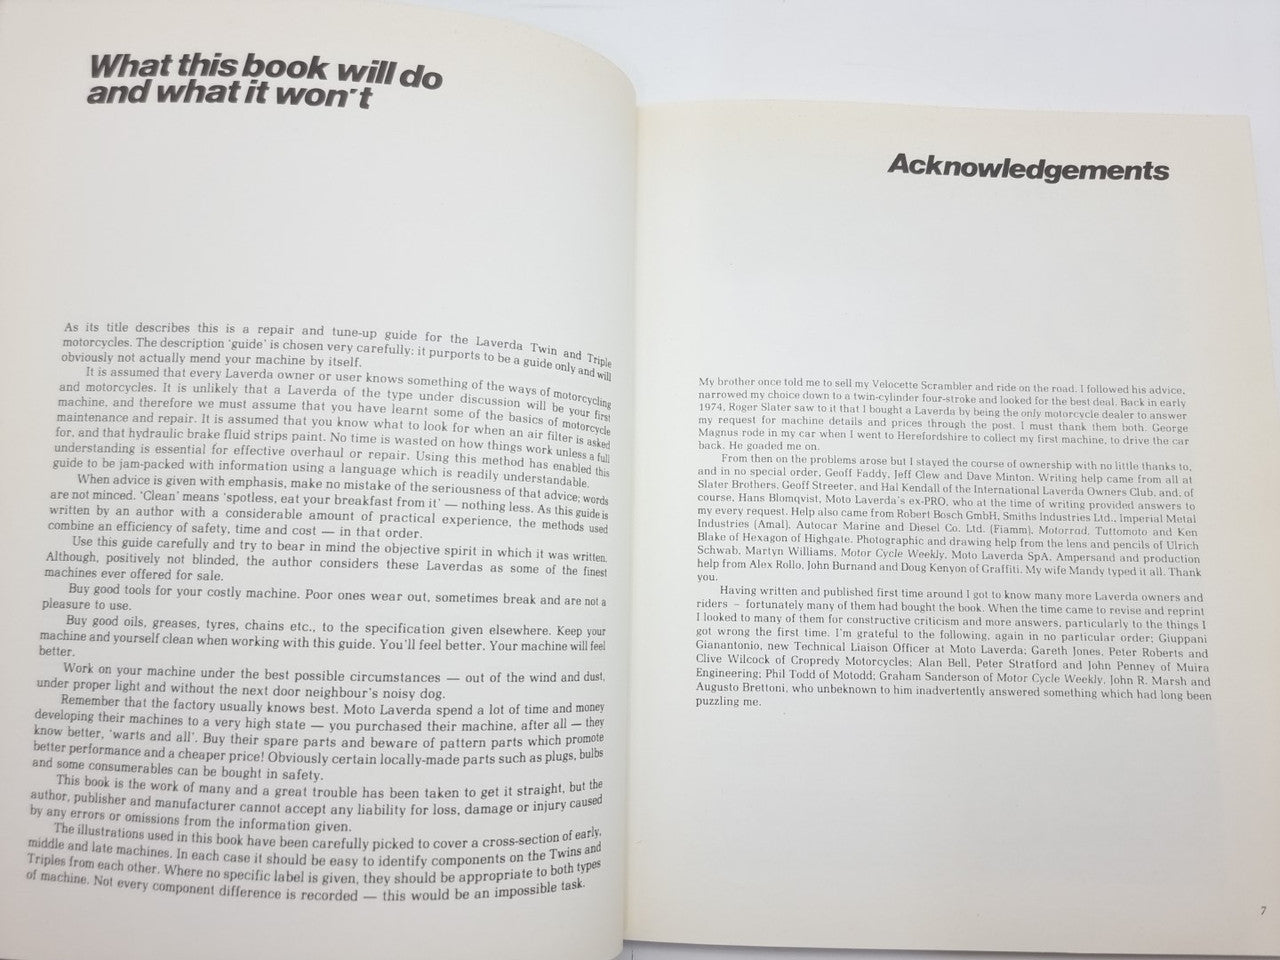 What this book will do
and what it won't
As its title describes this is a repair and tune-up guide for the Laverda Twin and Triple
motorcycles. The description 'guide' is chosen very carefully: it purports to be a guide only and will
obviously not actually mend your machine by itself.
It is assumed that every Laverda owner or user knows something of the ways of motorcycling
and motorcycles. It is unlikely that a Laverda of the type under discussion will be your first
machine, and therefore we must assume that you have learnt some of the basics of motorcycle
maintenance and repair. It is assumed that you know what to look for when an air filter is asked
for, and that hydraulic brake fluid strips paint. No time is wasted on how things work unless a full
understanding is essential for effective overhaul or repair. Using this method has enabled this
guide to be jam-packed with information using a language which is readily understandable.
When advice is given with emphasis, make no mistake of the seriousness of that advice; words
are not minced. 'Clean' means 'spotless, eat your breakfast from it' — nothing less. As this guide is
written by an author with a considerable amount of practical experience, the methods used
combine an efficiency of safety, time and cost — in that order.
Use this guide carefully and try to bear in mind the objective spirit in which it was written.
Although, positively not blinded, the author considers these Laverdas as some of the finest
machines ever offered for sale.
Buy good tools for your costly machine. Poor ones wear out, sometimes break and are not a
pleasure to use.
Buy good oils, greases, tyres, chains etc., to the specification given elsewhere. Keep your
machine and yourself clean when working with this guide. You'll feel better. Your machine will feel
better.
Work on your machine under the best possible circumstances — out of the wind and dust,
under proper light and without the next door neighbour's noisy dog.
Remember that the factory usually knows best. Moto Laverda spend a lot of time and money
developing their machines to a very high state — you purchased their machine, after all — they
know better, 'warts and all'. Buy their spare parts and beware of pattern parts which promote
better performance and a cheaper price! Obviously certain locally-made parts such as plugs, bulbs
and some consumerables can be bought in safety.
This book is the work of many and a great trouble has been taken to get it straight, but the
author, publisher and manufacturer cannot accept any liability for loss, damage or injury caused
by any errors or omissions from the information given.
The illustrations used in this book have been carefully picked to cover a cross-section of early,
middle and late machines. In each case it should be easy to identify components on the Twins and
Triples from each other. Where no specific label is given, they should be appropriate to both types
of machine. Not every component difference is recorded — this would be an impossible task.
Acknowledgements
My brother once told me to sell my Velocette Scrambler and ride on the road. I followed his advice,
narrowed my choice down to a twin-cylinder four-stroke and looked for the best deal. Back in early
1974, Roger Slater saw to it that I bought a Laverda by being the only motorcycle dealer to answer
my request for machine details and prices through the post. I must thank them both. George
Magnus rode in my car when I went to Herefordshire to collect my first machine, to drive the car
back. He goaded me on.
From then on the problems arose but I stayed the course of ownership with no little thanks to,
and in no special order, Geoff Faddy, Jeff Clew and Dave Minton. Writing help came from all at
Slater Brothers, Geoff Streeter, and Hal Kendall of the International Laverda Owners Club, and, of
course, Hans Blomqvist, Moto Laverda's ex-PRO, who at the time of writing provided answers to
my every request. Help also came from Robert Bosch GmbH, Smiths Industries Ltd., Imperial Metal
Industries (Amal), Autocar Marine and Diesel Co. Ltd. (Fiamm), Motorrad, Tuttomoto and Ken
Blake of Hexagon of Highgate. Photographic and drawing help from the lens and pencils of Ulrich
Schwab, Martyn Williams, Motor Cycle Weekly, Moto Laverda SpA, Ampersand and production
help from Alex Rollo, John Burnand and Doug Kenyon of Graffiti. My wife Mandy typed it all. Thank
you.
Having written and published first time around I got to know many more Laverda owners and
riders – fortunately many of them had bought the book. When the time came to revise and reprint
I looked to many of them for constructive criticism and more answers, particularly to the things I
got wrong the first time. I'm grateful to the following, again in no particular order; Giuppani
Gianantonio, new Technical Liaison Officer at Moto Laverda; Gareth Jones, Peter Roberts and
Clive Wilcock of Cropredy Motorcycles; Alan Bell, Peter Stratford and John Penney of Muira
Engineering; Phil Todd of Motodd; Graham Sanderson of Motor Cycle Weekly, John R. Marsh and
Augusto Brettoni, who unbeknown to him inadvertently answered something which had long been
puzzling me.
7